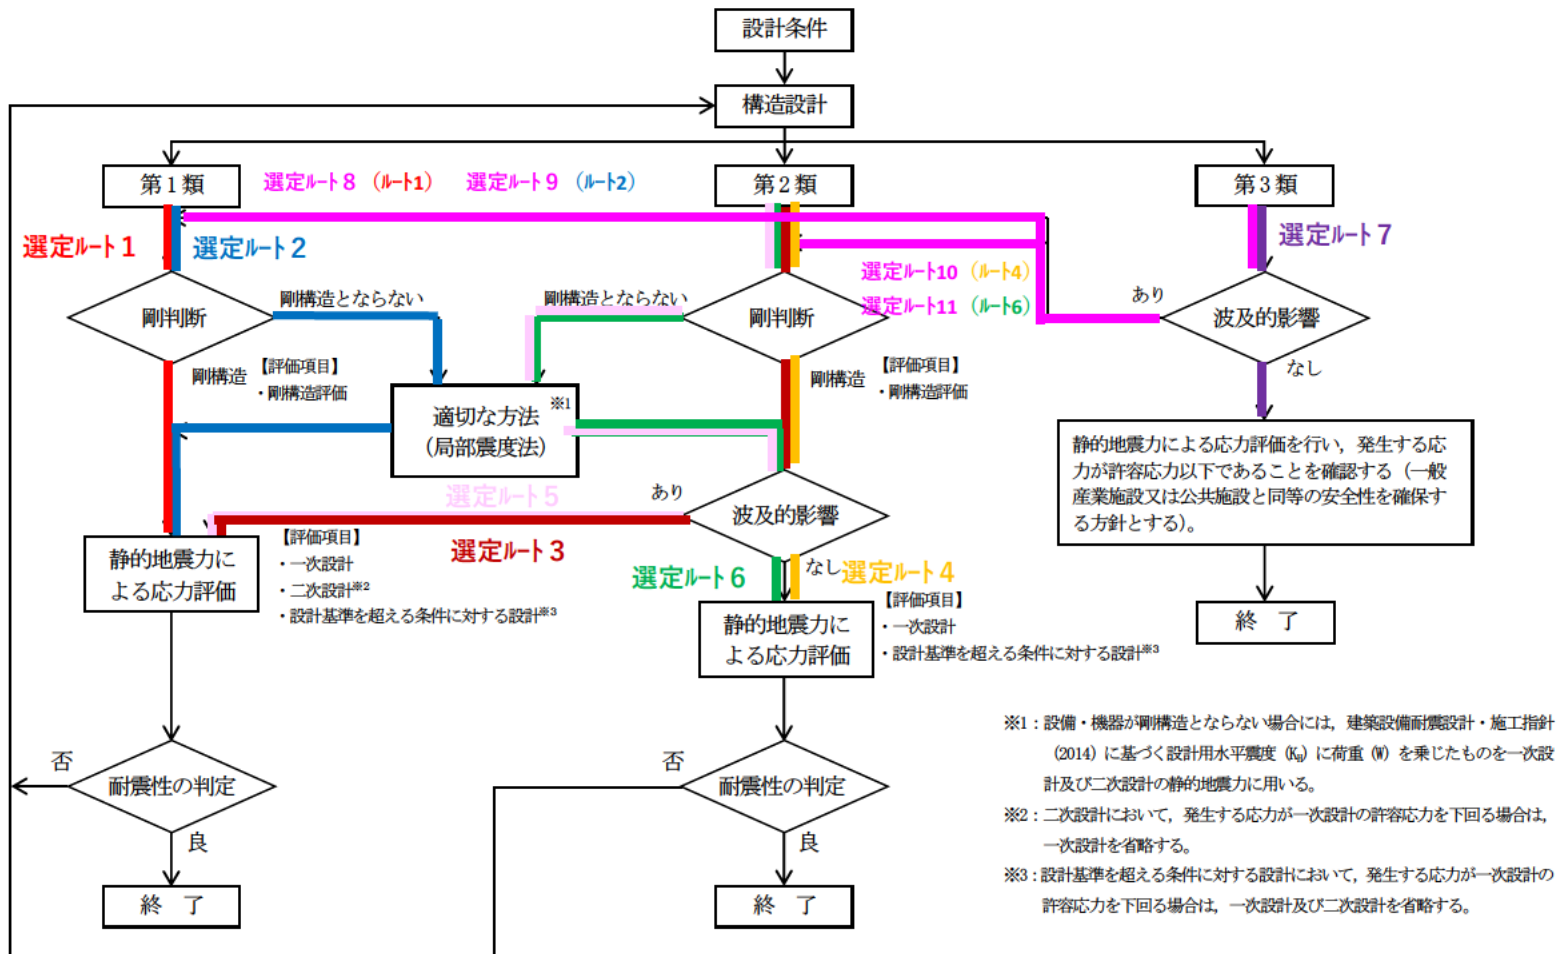 設計条件
構造設計
第1類
選定ルート8（ルート1）
選定ルート9（ルート2）
第2類
第3類
選定ルート1
選定ルート2
選定ルート7
選定ルート10（ルート4）
選定ルート11（ルート6）
剛構造とならない
剛構造とならない
あり
剛判断
剛判断
波及的影響
剛構造
【評価項目】
・剛構造評価
剛構造
【評価項目】
・剛構造評価
なし
適切な方法※1
（局部震度法）
静的地震力による応力評価を行い，発生する応
力が許容応力以下であることを確認する（一般
産業施設又は公共施設と同等の安全性を確保す
る方針とする）。
選定ルート5
あり
波及的影響
選定ルート3
静的地震力に
よる応力評価
【評価項目】
・一次設計
・二次設計※2
・設計基準を超える条件に対する設計※3
選定ルート6
なし
選定ルート4
静的地震力に
よる応力評価
【評価項目】
・一次設計
・設計基準を超える条件に対する設計※3
終　了
否
耐震性の判定
良
終　了
否
耐震性の判定
良
終　了
※1：設備・機器が剛構造とならない場合には，建築設備耐震設計・施工指針
（2014）に基づく設計用水平震度（KH）に荷重（W）を乗じたものを一次設
計及び二次設計の静的地震力に用いる。
※2：二次設計において，発生する応力が一次設計の許容応力を下回る場合は，
一次設計を省略する。
※3：設計基準を超える条件に対する設計において，発生する応力が一次設計の
許容応力を下回る場合は，一次設計及び二次設計を省略する。